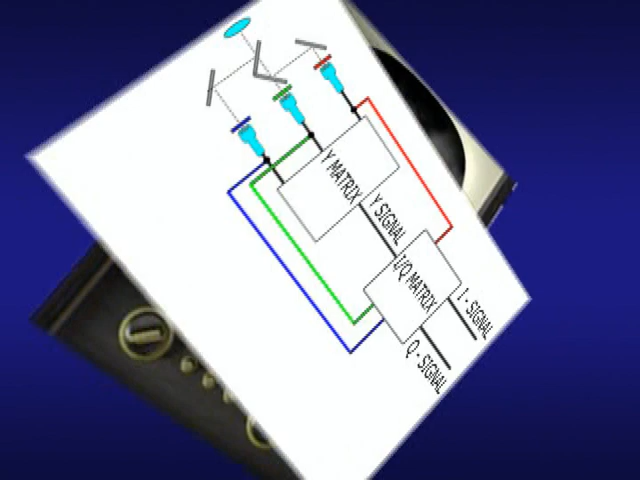 Y MATRIX
Y SIGNAL
I/Q MATRIX
I - SIGNAL
Q - SIGNAL